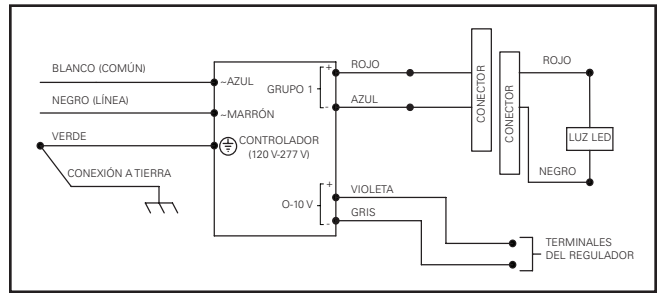 BLANCO (COMÚN)
NEGRO (LÍNEA)
VERDE
CONEXIÓN A TIERRA
~AZUL
~MARRÓN
CONTROLADOR
(120 V-277 V)
GRUPO 1
+
-
O-10 V
+
-
ROJO
AZUL
VIOLETA
GRIS
CONECTOR
CONECTOR
ROJO
LUZ LED
NEGRO
TERMINALES
DEL REGULADOR